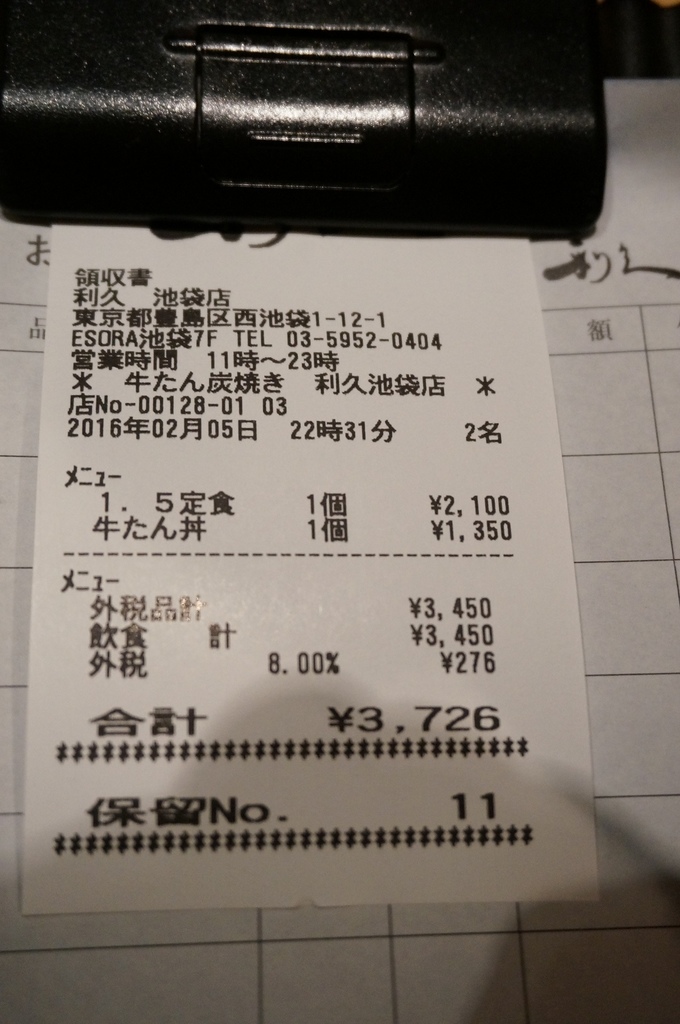 お
利久
品
額
領収書
利久 池袋店
東京都豊島区西池袋1-12-1
ESORA池袋7F TEL 03-5952-0404
営業時間 11時～23時
＊ 牛たん炭焼き 利久池袋店 ＊
店No-00128-01 03
2016年02月05日 22時31分 2名
メニュー
1．5定食 1個 ¥2,100
牛たん丼 1個 ¥1,350
メニュー
外税品計 ¥3,450
飲食 計 ¥3,450
外税 8.00% ¥276
合計 ¥3,726
保留No. 11